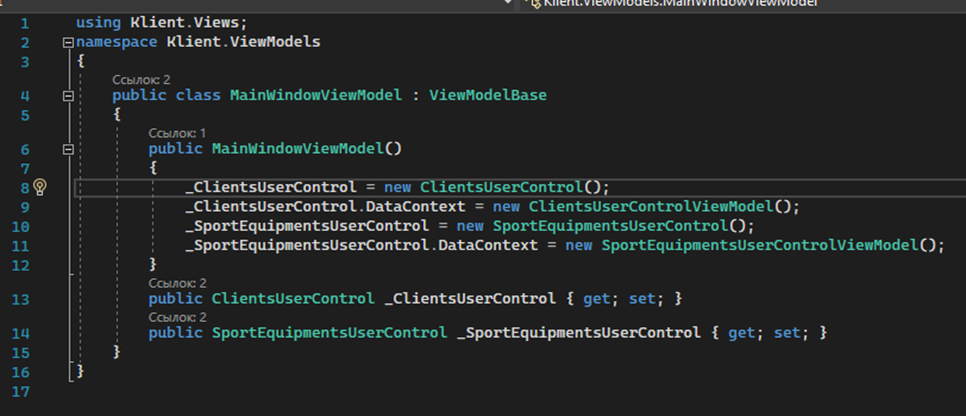 Klient.ViewModels.MainWindowViewModel
1 using Klient.Views;
2 namespace Klient.ViewModels
3 {
Ссылок: 2
4 public class MainWindowViewModel : ViewModelBase
5 {
Ссылок: 1
6 public MainWindowViewModel()
7 {
8 _ClientsUserControl = new ClientsUserControl();
9 _ClientsUserControl.DataContext = new ClientsUserControlViewModel();
10 _SportEquipmentsUserControl = new SportEquipmentsUserControl();
11 _SportEquipmentsUserControl.DataContext = new SportEquipmentsUserControlViewModel();
12 }
Ссылок: 2
13 public ClientsUserControl _ClientsUserControl { get; set; }
Ссылок: 2
14 public SportEquipmentsUserControl _SportEquipmentsUserControl { get; set; }
15 }
16 }
17